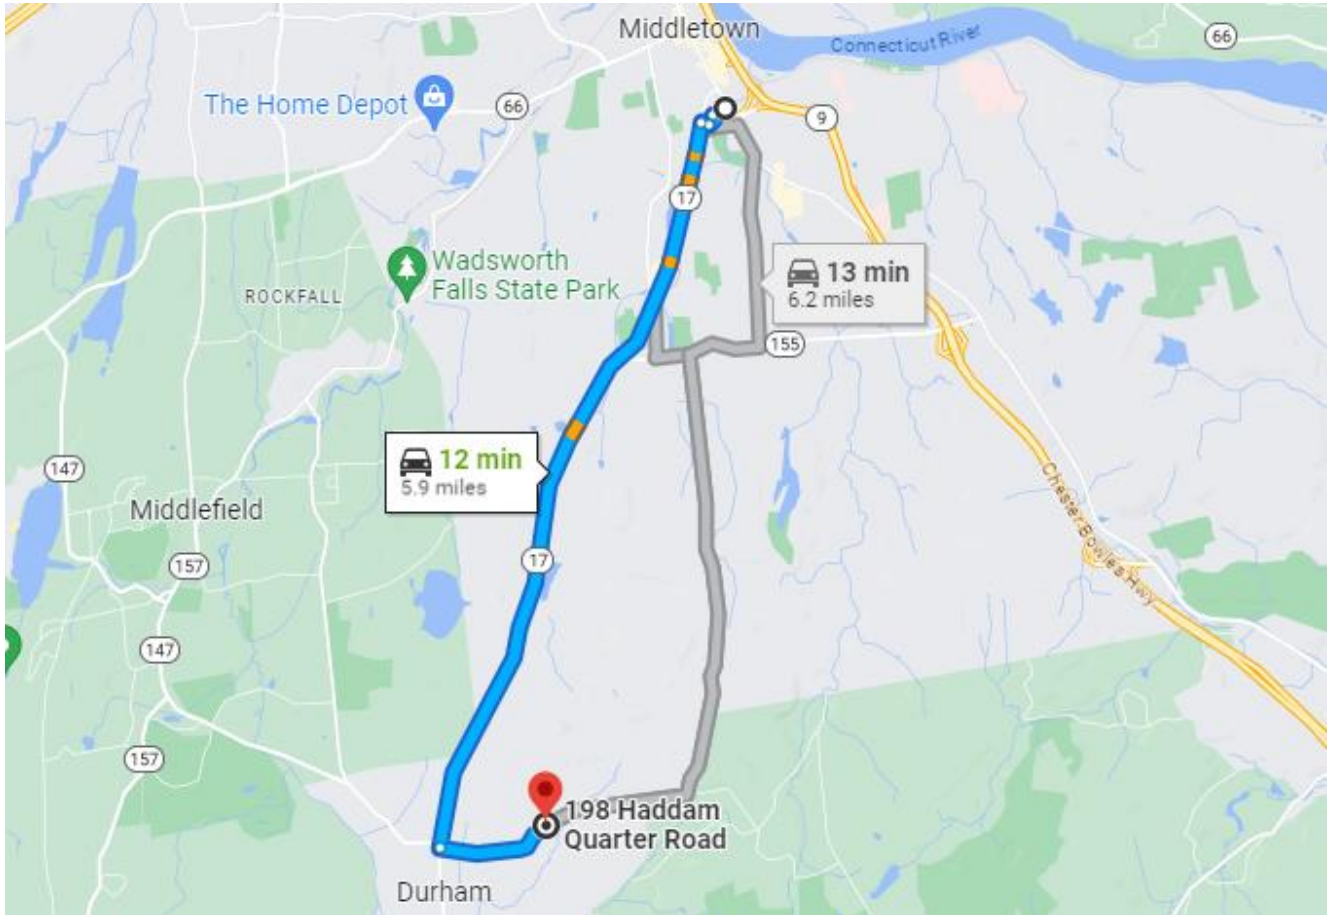 Middletown
Connecticut River
66
The Home Depot
66
9
17
Wadsworth
Falls State Park
ROCKFALL
13 min
6.2 miles
155
12 min
5.9 miles
147
Middlefield
17
157
Chester Bowles Hwy
147
157
198 Haddam
Quarter Road
Durham